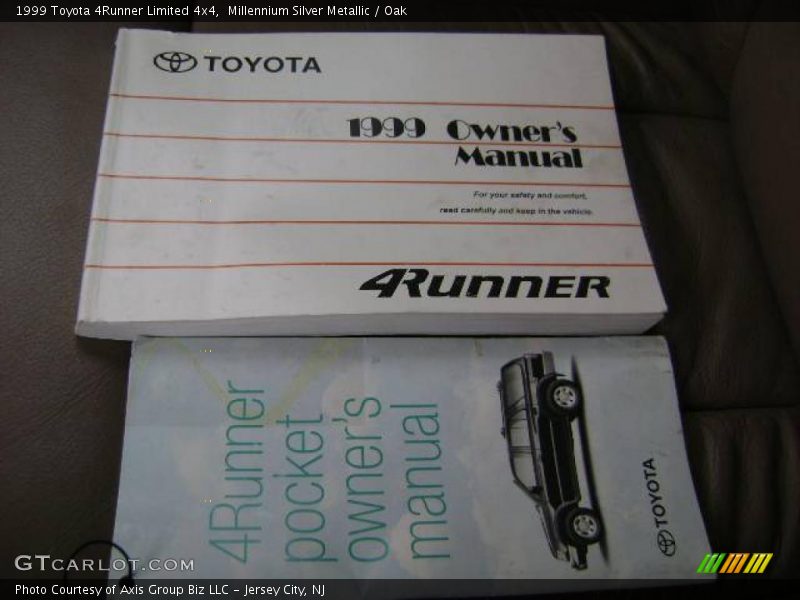 1999 Toyota 4Runner Limited 4x4,  Millennium Silver Metallic / Oak
TOYOTA
1999 Owner's
Manual
For your safety and comfort,
read carefully and keep in the vehicle.
4RUNNER
4Runner
pocket
owner's
manual
TOYOTA
GTCARLOT.COM
Photo Courtesy of Axis Group Biz LLC – Jersey City, NJ